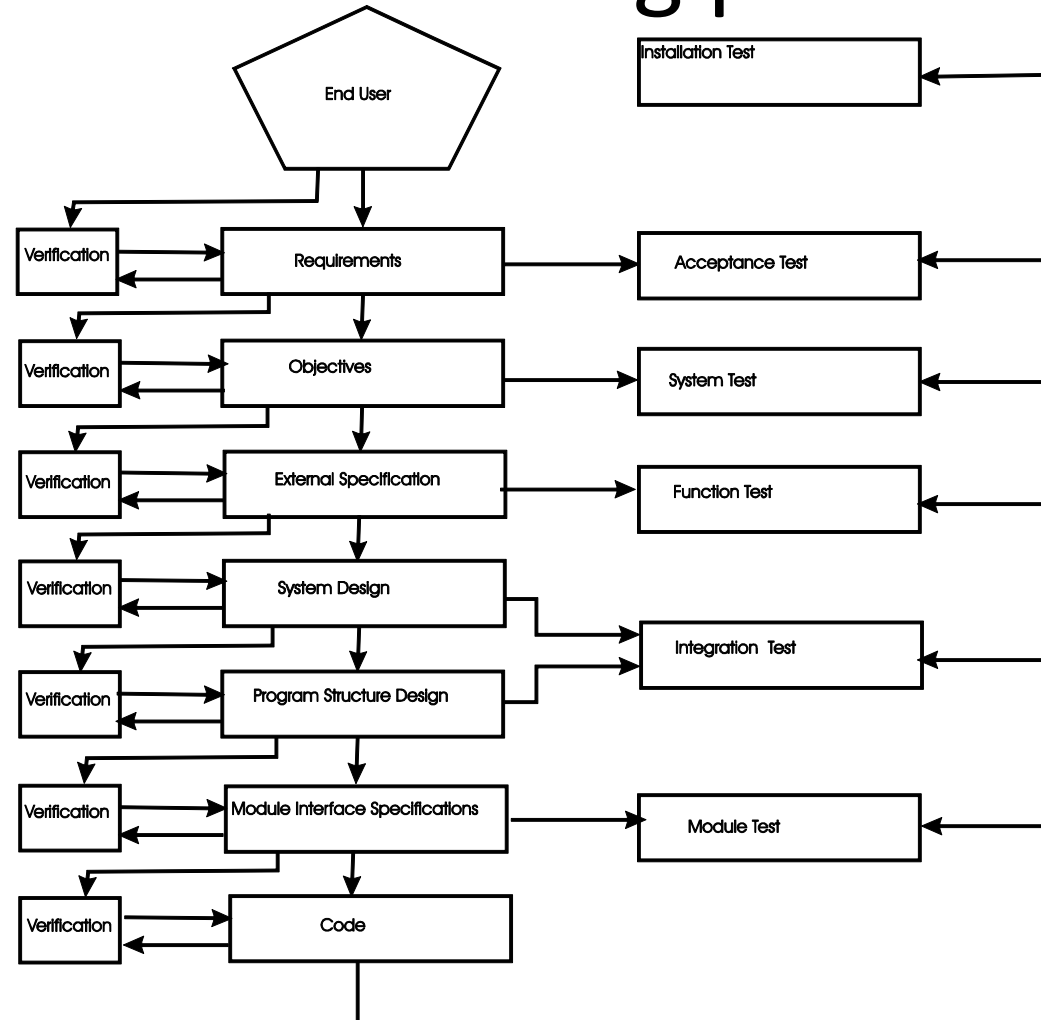 End User
Installation Test
Verification
Requirements
Acceptance Test
Verification
Objectives
System Test
Verification
External Specification
Function Test
Verification
System Design
Integration Test
Verification
Program Structure Design
Verification
Module Interface Specifications
Module Test
Verification
Code